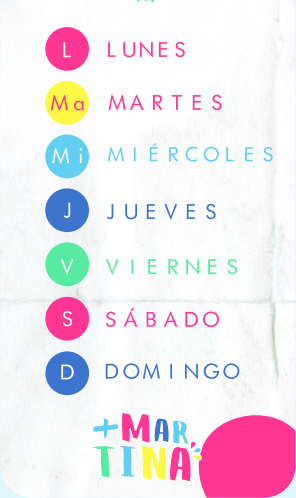 L LUNES
Ma MARTES
Mi MIÉRCOLES
J JUEVES
V VIERNES
S SÁBADO
D DOMINGO
+MAR
TINA